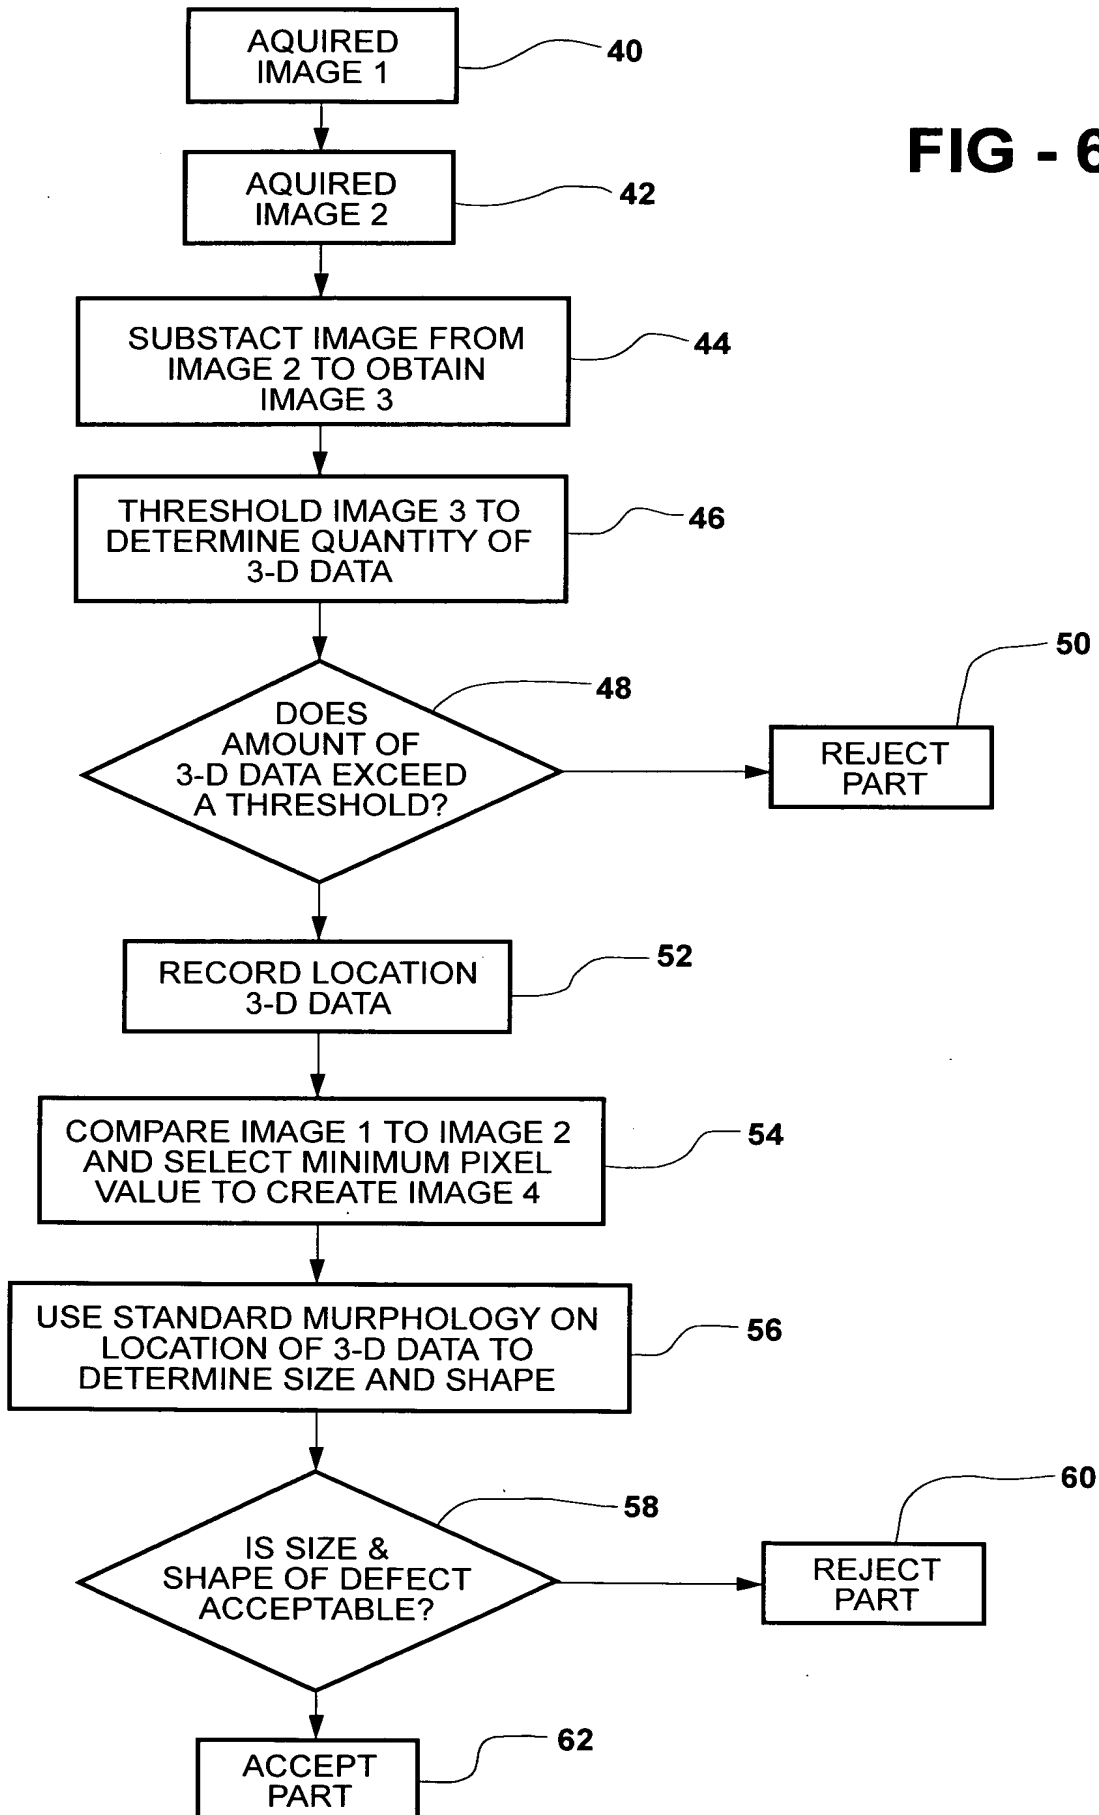 AQUIRED
IMAGE 1
40
FIG - 6
AQUIRED
IMAGE 2
42
SUBSTACT IMAGE FROM
IMAGE 2 TO OBTAIN
IMAGE 3
44
THRESHOLD IMAGE 3 TO
DETERMINE QUANTITY OF
3-D DATA
46
DOES
AMOUNT OF
3-D DATA EXCEED
A THRESHOLD?
48
REJECT
PART
50
RECORD LOCATION
3-D DATA
52
COMPARE IMAGE 1 TO IMAGE 2
AND SELECT MINIMUM PIXEL
VALUE TO CREATE IMAGE 4
54
USE STANDARD MURPHOLOGY ON
LOCATION OF 3-D DATA TO
DETERMINE SIZE AND SHAPE
56
IS SIZE &
SHAPE OF DEFECT
ACCEPTABLE?
58
REJECT
PART
60
ACCEPT
PART
62